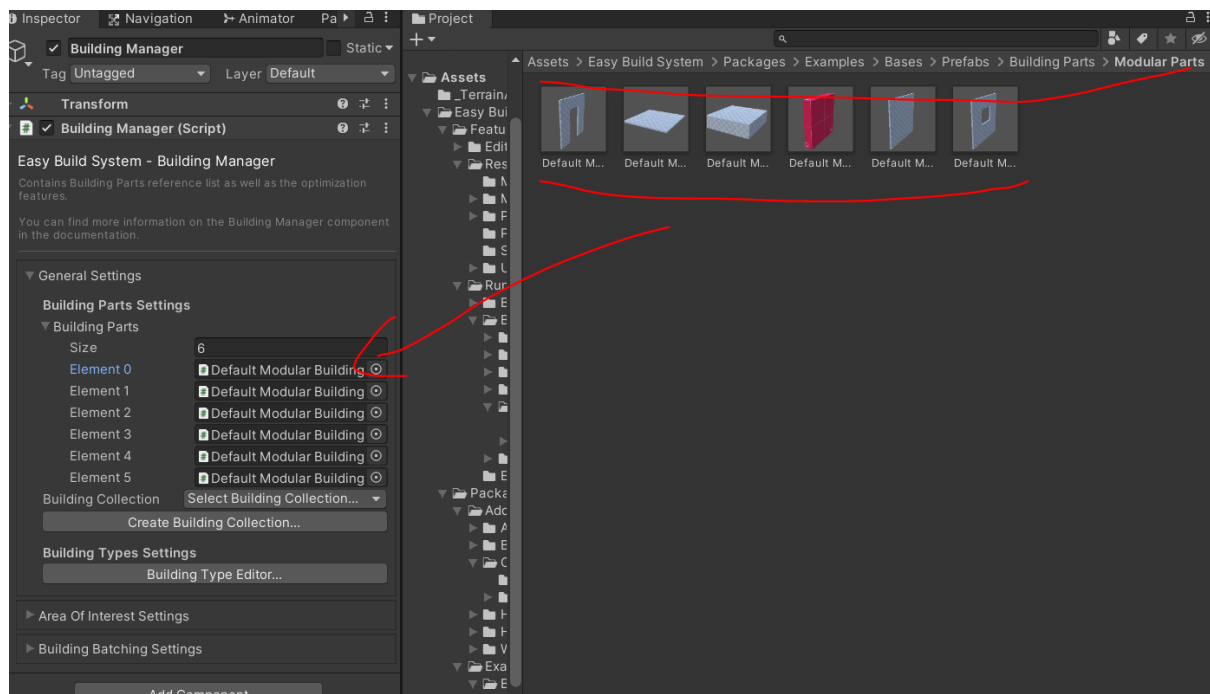 Inspector Navigation Animator Pa
Building Manager Static
Tag Untagged Layer Default
Transform
Building Manager (Script)
Easy Build System - Building Manager
Contains Building Parts reference list as well as the optimization
features.
You can find more information on the Building Manager component
in the documentation.
General Settings
Building Parts Settings
Building Parts
Size 6
Element 0 Default Modular Building
Element 1 Default Modular Building
Element 2 Default Modular Building
Element 3 Default Modular Building
Element 4 Default Modular Building
Element 5 Default Modular Building
Building Collection Select Building Collection...
Create Building Collection...
Building Types Settings
Building Type Editor...
Area Of Interest Settings
Building Batching Settings
Add Component
Project
Assets > Easy Build System > Packages > Examples > Bases > Prefabs > Building Parts > Modular Parts
Assets
_Terrain
Easy Bui
Featu
Edit
Res
M
M
F
F
S
U
Rur
E
E
E
Packa
Add
A
E
C
H
H
V
Exa
E
Default M... Default M... Default M... Default M... Default M... Default M...